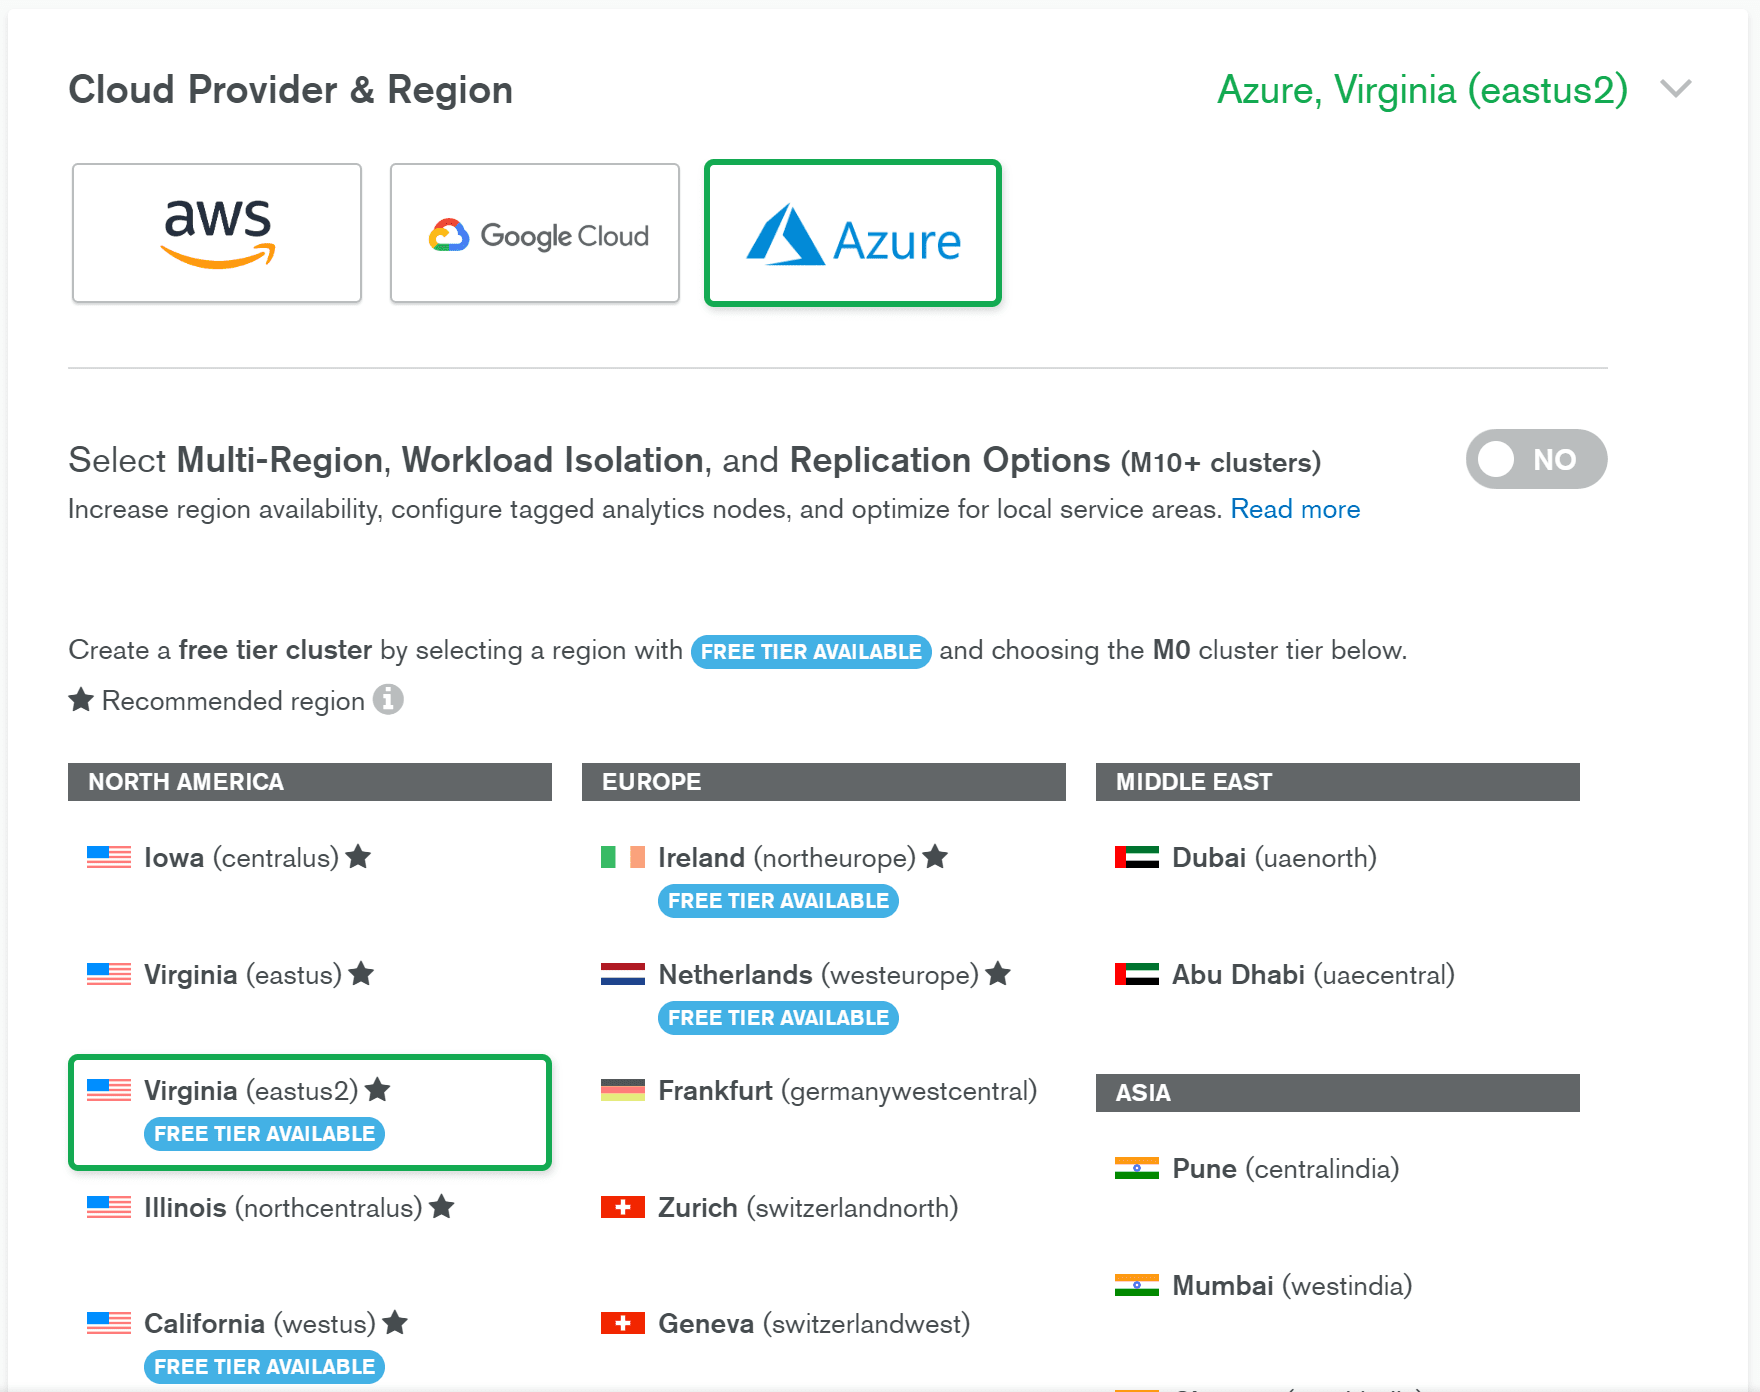 Cloud Provider & Region
Azure, Virginia (eastus2)
aws
Google Cloud
Azure
Select Multi-Region, Workload Isolation, and Replication Options (M10+ clusters)
NO
Increase region availability, configure tagged analytics nodes, and optimize for local service areas. Read more
Create a free tier cluster by selecting a region with FREE TIER AVAILABLE and choosing the M0 cluster tier below.
★ Recommended region
NORTH AMERICA
Iowa (centralus) ★
Virginia (eastus) ★
Virginia (eastus2) ★
FREE TIER AVAILABLE
Illinois (northcentralus) ★
California (westus) ★
FREE TIER AVAILABLE
EUROPE
Ireland (northeurope) ★
FREE TIER AVAILABLE
Netherlands (westeurope) ★
FREE TIER AVAILABLE
Frankfurt (germanywestcentral)
Zurich (switzerlandnorth)
Geneva (switzerlandwest)
MIDDLE EAST
Dubai (uaenorth)
Abu Dhabi (uaecentral)
ASIA
Pune (centralindia)
Mumbai (westindia)